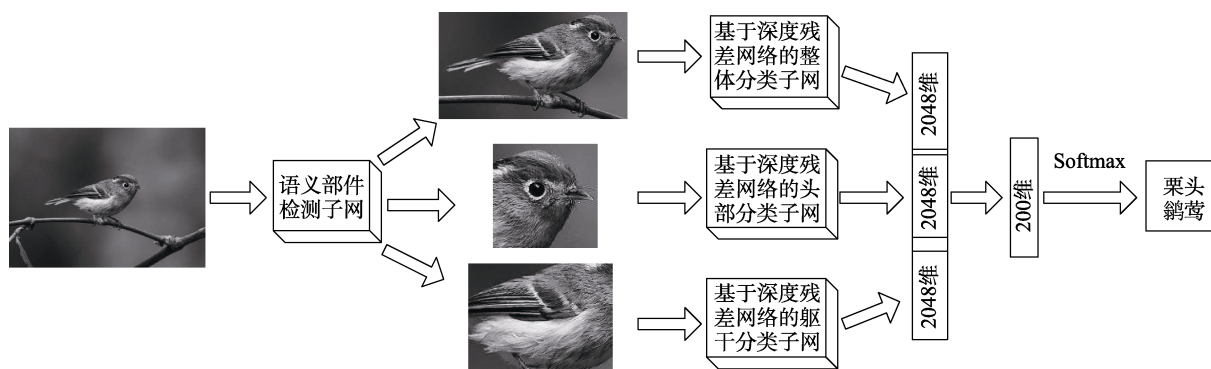 语义部件
检测子网
基于深度残
差网络的整
体分类子网
基于深度残
差网络的头
部分类子网
基于深度残
差网络的躯
干分类子网
2048维
2048维
2048维
200维
Softmax
栗头
鹟莺